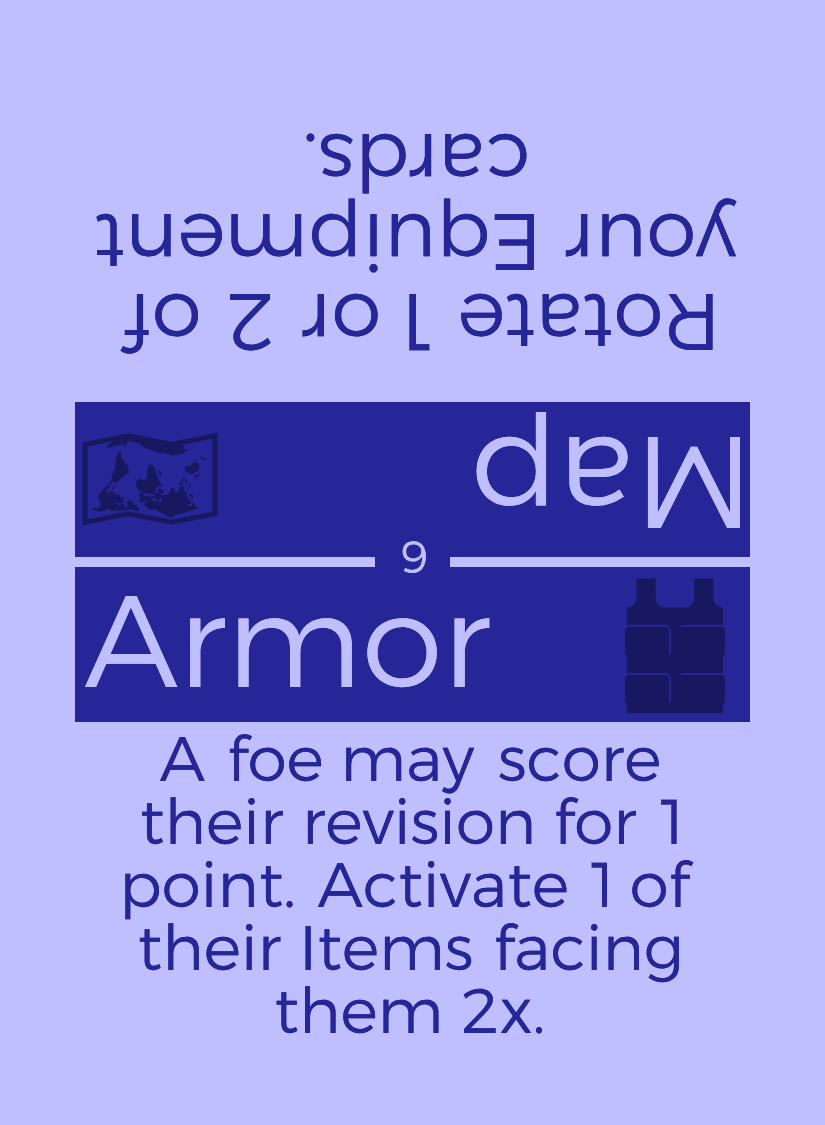 Rotate 1 or 2 of
your Equipment
cards.
Map
9
Armor
A foe may score
their revision for 1
point. Activate 1 of
their Items facing
them 2x.